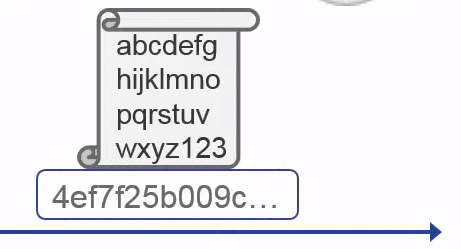 abcdefg
hijklmno
pqrstuv
wxyz123
4ef7f25b009c...